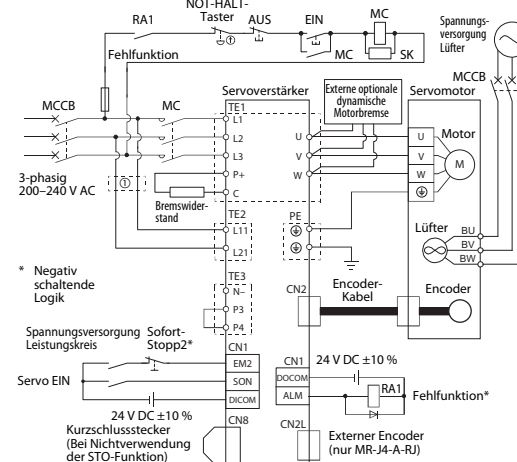 NOT-HALT-
Taster
RA1
AUS
EIN
MC
Spannungs-
versorgung
Lüfter
①
Fehlfunktion
MC
SK
MCCB
MCCB
MC
Servoverstärker
Externe optionale
dynamische
Motorbremse
Servomotor
TE1
L1
L2
L3
P+
C
U
V
W
U
V
W
Motor
M
3-phasig
200–240 V AC
①
Bremswider-
stand
TE2
L11
L21
PE
Lüfter
BU
BV
BW
* Negativ
schaltende
Logik
TE3
N–
P3
P4
CN2
Encoder-
Kabel
Encoder
Spannungsversorgung
Leistungskreis
Sofort-
Stopp2*
CN1
EM2
SON
DICOM
Servo EIN
24 V DC ±10 %
CN1
DOCOM
ALM
24 V DC ±10 %
RA1
Fehlfunktion*
Kurzschlussstecker
(Bei Nichtverwendung
der STO-Funktion)
CN8
CN2L
Externer Encoder
(nur MR-J4-A-RJ)